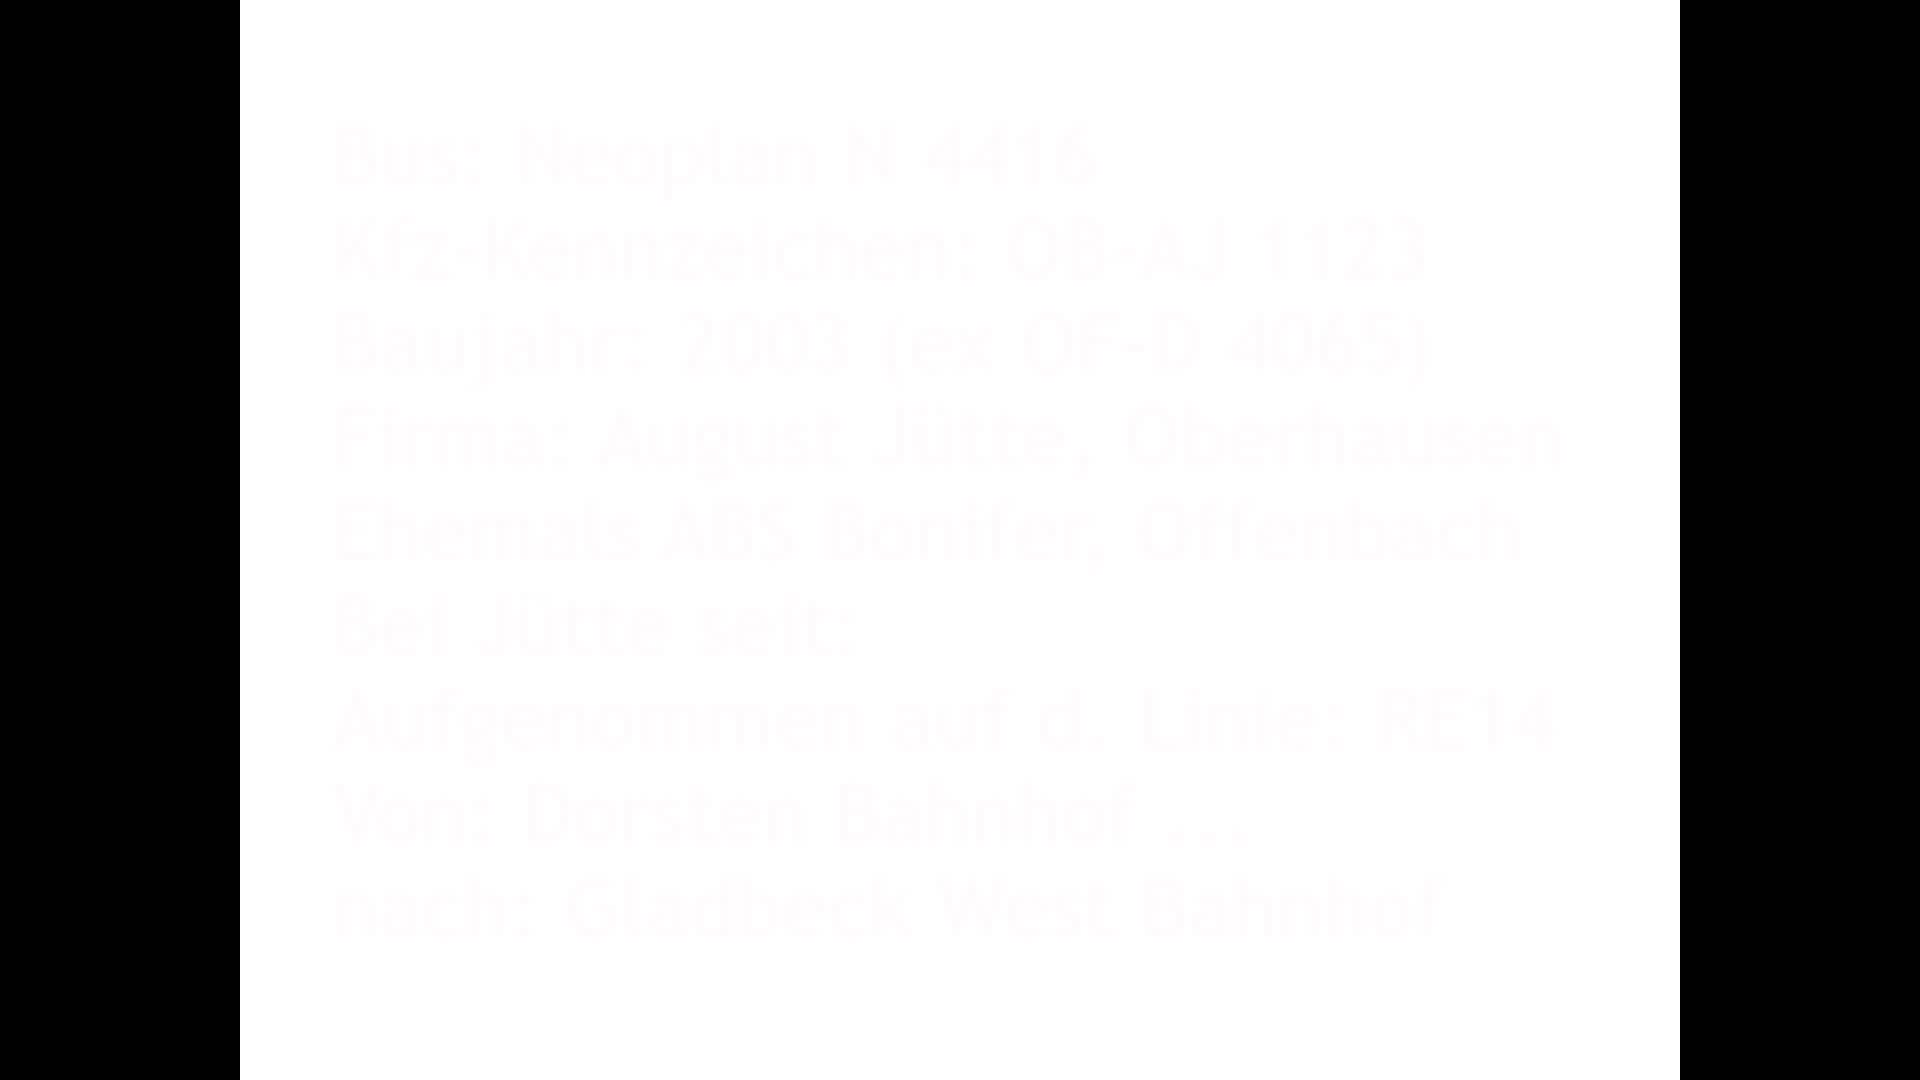 Bus: Neoplan N 4416
Kfz-Kennzeichen: OB-AJ 1123
Baujahr: 2003 (ex OF-D 4065)
Firma: August Jütte, Oberhausen
Ehemals ABS Bonifer, Offenbach
Bei Jütte seit:
Aufgenommen auf d. Linie: RE14
Von: Dorsten Bahnhof ...
nach: Gladbeck West Bahnhof